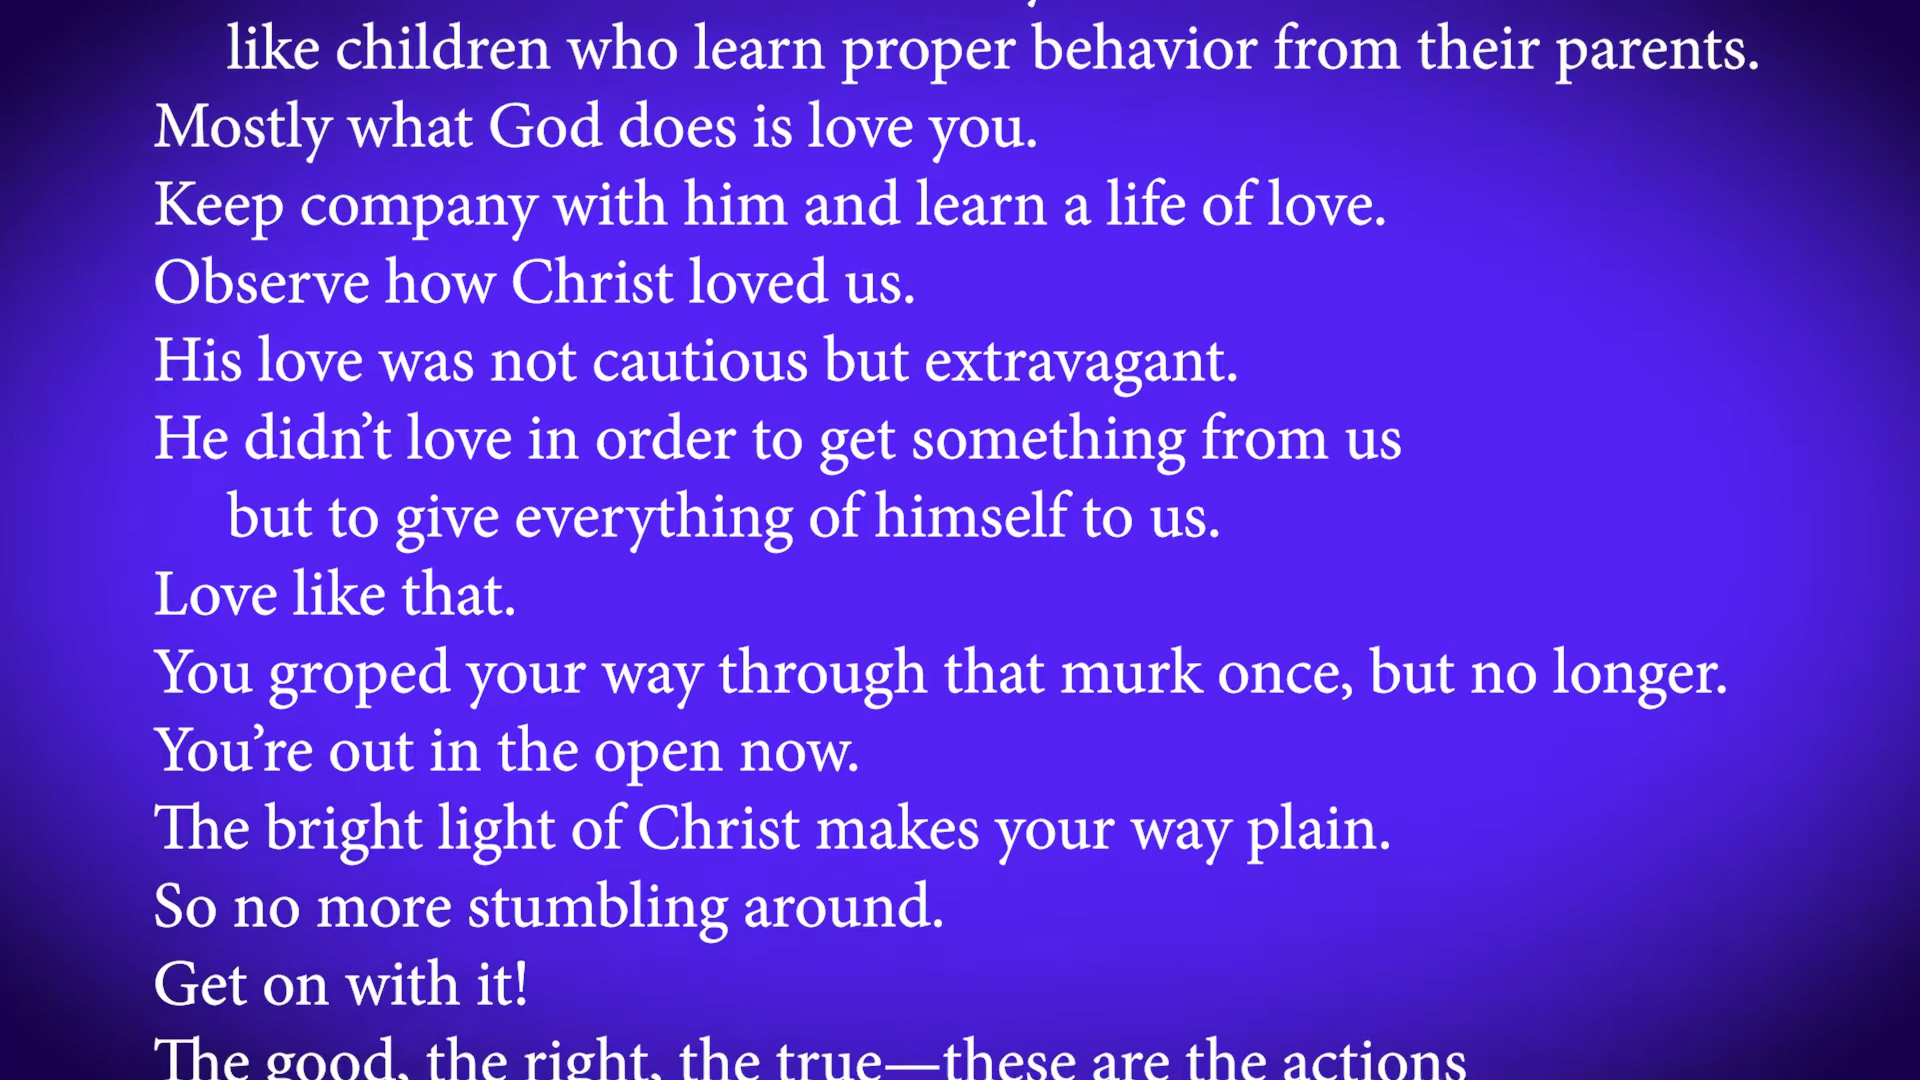 like children who learn proper behavior from their parents.
Mostly what God does is love you.
Keep company with him and learn a life of love.
Observe how Christ loved us.
His love was not cautious but extravagant.
He didn’t love in order to get something from us
but to give everything of himself to us.
Love like that.
You groped your way through that murk once, but no longer.
You’re out in the open now.
The bright light of Christ makes your way plain.
So no more stumbling around.
Get on with it!
The good, the right, the true—these are the actions